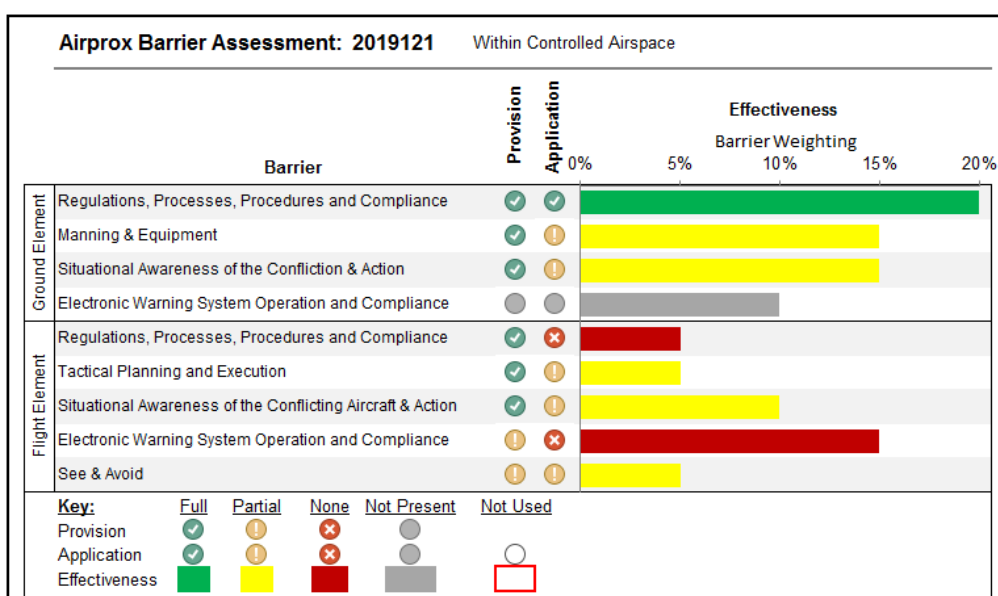 Airprox Barrier Assessment: 2019121 Within Controlled Airspace
Barrier
Provision
Application
Effectiveness
Barrier Weighting
0% 5% 10% 15% 20%
Ground Element
Regulations, Processes, Procedures and Compliance
Manning & Equipment
Situational Awareness of the Confliction & Action
Electronic Warning System Operation and Compliance
Flight Element
Regulations, Processes, Procedures and Compliance
Tactical Planning and Execution
Situational Awareness of the Conflicting Aircraft & Action
Electronic Warning System Operation and Compliance
See & Avoid
Key: Full Partial None Not Present Not Used
Provision
Application
Effectiveness